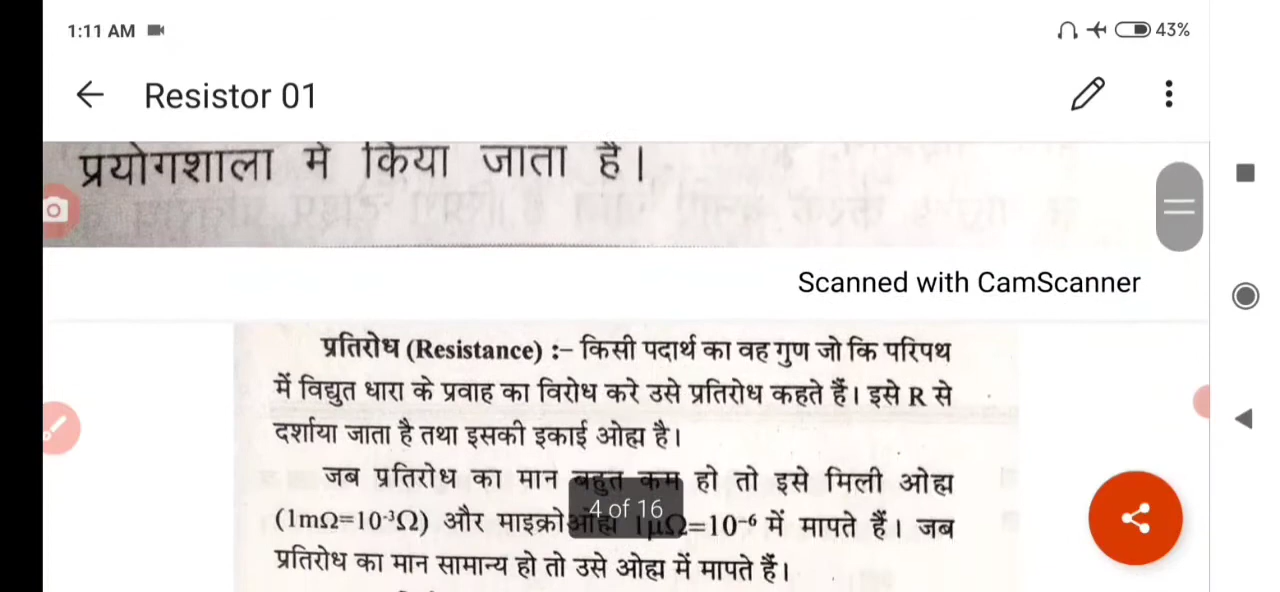 1:11 AM
43%
Resistor 01
प्रयोगशाला में किया जाता है।
Scanned with CamScanner
प्रतिरोध (Resistance) :– किसी पदार्थ का वह गुण जो कि परिपथ
में विद्युत धारा के प्रवाह का विरोध करे उसे प्रतिरोध कहते हैं। इसे R से
दर्शाया जाता है तथा इसकी इकाई ओह्म है।
जब प्रतिरोध का मान बहुत कम हो तो इसे मिली ओह्म
4 of 16
(1mΩ=10⁻³Ω) और माइक्रोओह्म 1μΩ=10⁻⁶ में मापते हैं। जब
प्रतिरोध का मान सामान्य हो तो उसे ओह्म में मापते हैं।